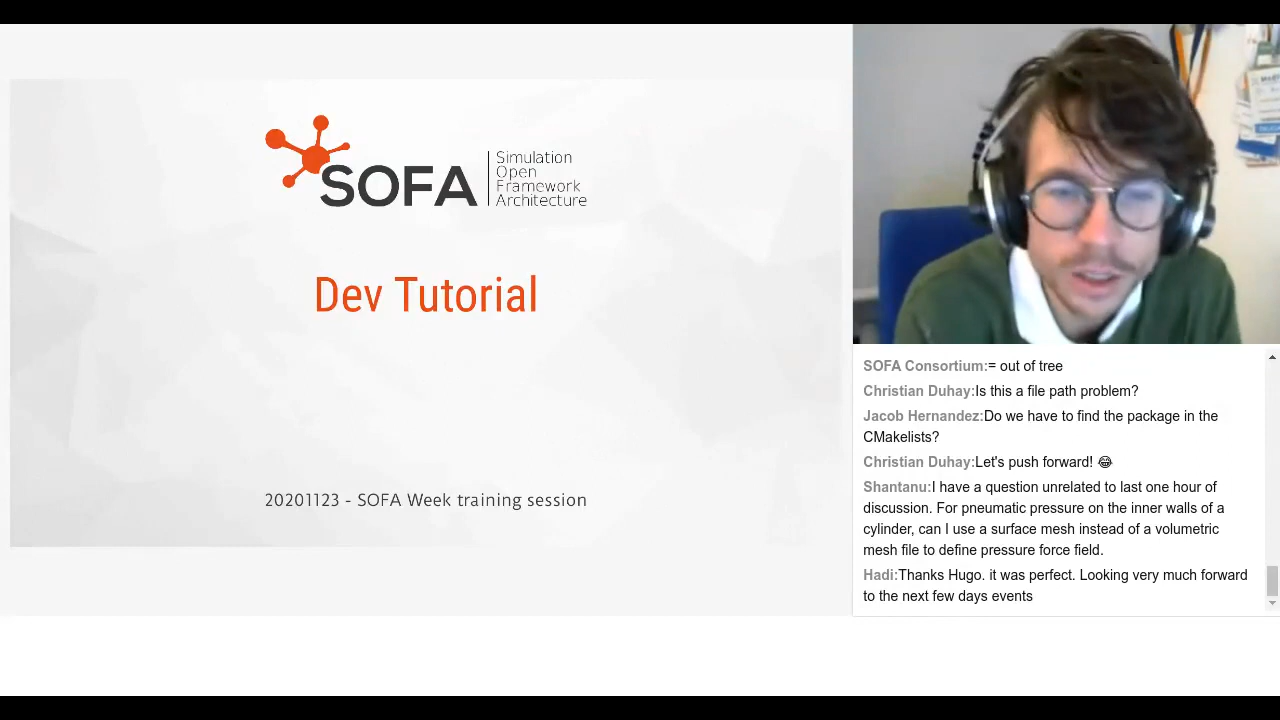 SOFA
Simulation
Open
Framework
Architecture
Dev Tutorial
20201123 - SOFA Week training session
SOFA Consortium:= out of tree
Christian Duhay:Is this a file path problem?
Jacob Hernandez:Do we have to find the package in the
CMakelists?
Christian Duhay:Let's push forward! 😂
Shantanu:I have a question unrelated to last one hour of
discussion. For pneumatic pressure on the inner walls of a
cylinder, can I use a surface mesh instead of a volumetric
mesh file to define pressure force field.
Hadi:Thanks Hugo. it was perfect. Looking very much forward
to the next few days events